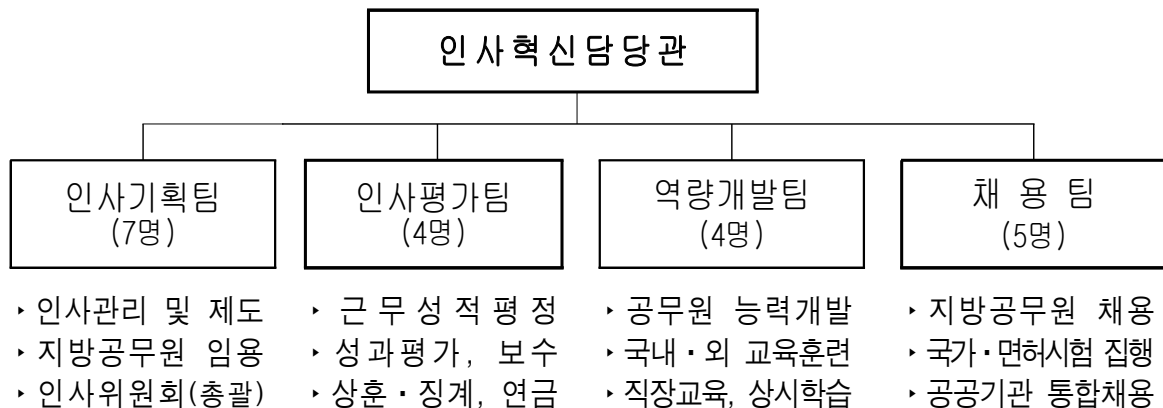 인사혁신담당관
인사기획팀
(7명)
인사평가팀
(4명)
역량개발팀
(4명)
채 용 팀
(5명)
‣ 인사관리 및 제도
‣ 지방공무원 임용
‣ 인사위원회(총괄)
‣ 근 무 성 적 평 정
‣ 성과평가, 보수
‣ 상훈·징계, 연금
‣ 공무원 능력개발
‣ 국내·외 교육훈련
‣ 직장교육, 상시학습
‣ 지방공무원 채용
‣ 국가·면허시험 집행
‣ 공공기관 통합채용